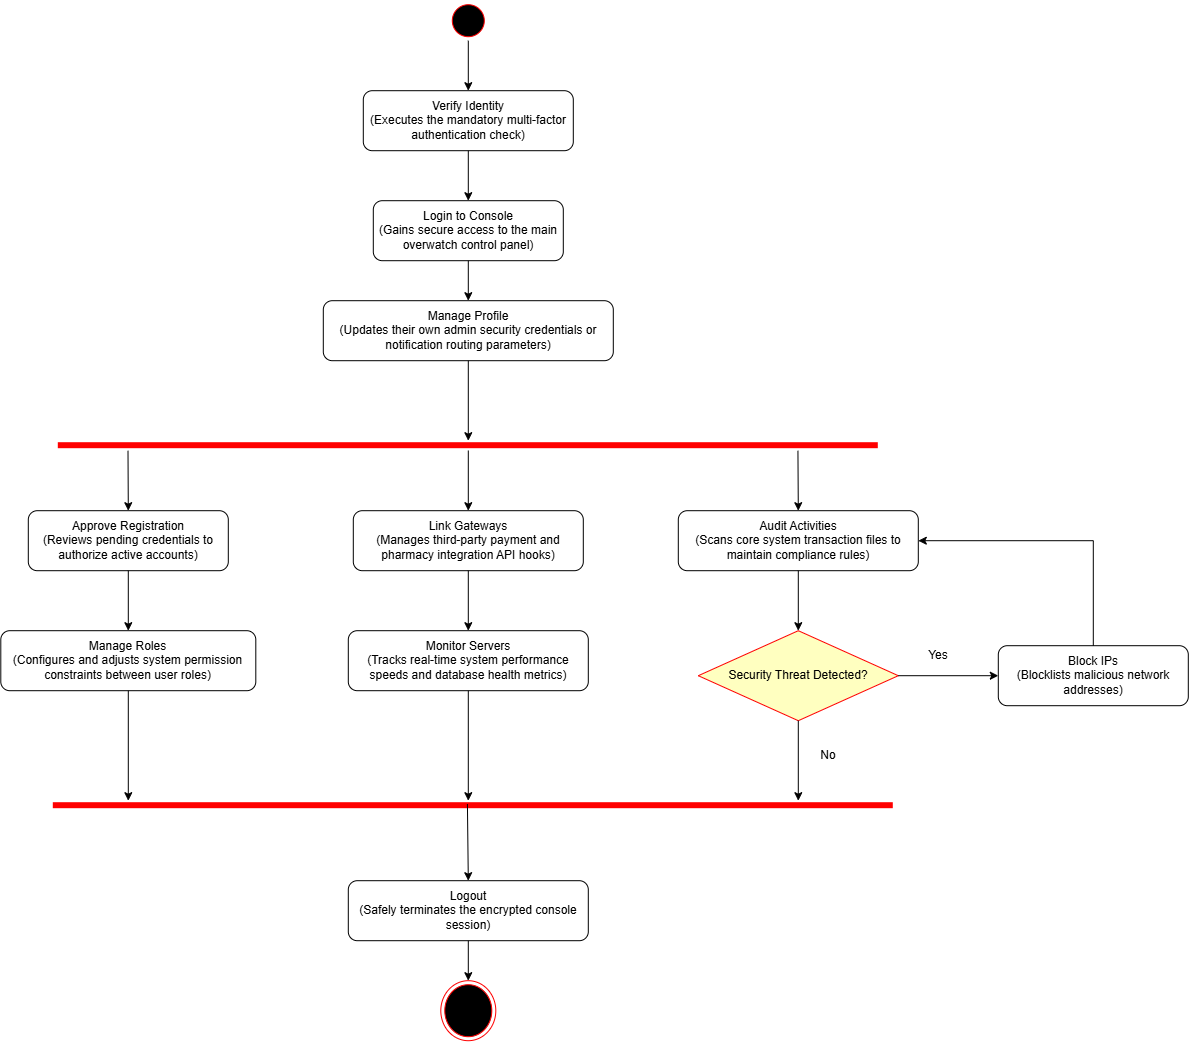 Verify Identity
(Executes the mandatory multi-factor
authentication check)
Login to Console
(Gains secure access to the main
overwatch control panel)
Manage Profile
(Updates their own admin security credentials or
notification routing parameters)
Approve Registration
(Reviews pending credentials to
authorize active accounts)
Link Gateways
(Manages third-party payment and
pharmacy integration API hooks)
Audit Activities
(Scans core system transaction files to
maintain compliance rules)
Manage Roles
(Configures and adjusts system permission
constraints between user roles)
Monitor Servers
(Tracks real-time system performance
speeds and database health metrics)
Security Threat Detected?
Yes
Block IPs
(Blocklists malicious network
addresses)
No
Logout
(Safely terminates the encrypted console
session)